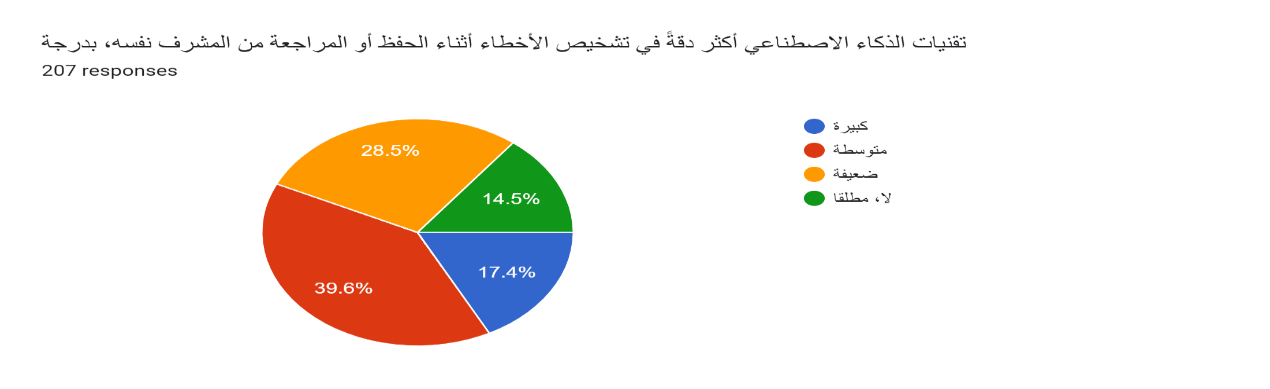 تقنيات الذكاء الاصطناعي أكثر دقةً في تشخيص الأخطاء أثناء الحفظ أو المراجعة من المشرف نفسه، بدرجة
207 responses
كبيرة
متوسطة
ضعيفة
لا، مطلقا
28.5%
14.5%
17.4%
39.6%